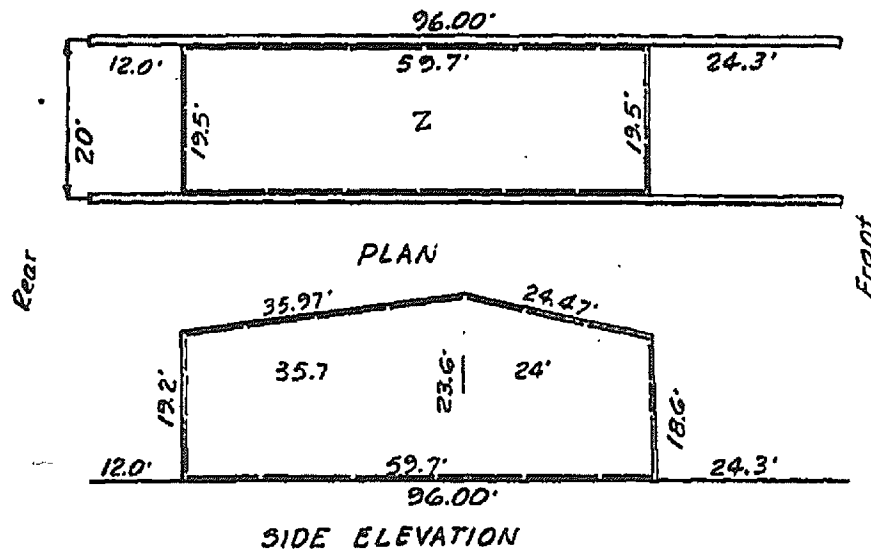 96.00'
12.0' 59.7' 24.3'
20' 19.5' Z 19.5'
Rear PLAN Front
35.97' 24.47'
19.2' 35.7 23.6' 24' 18.6'
12.0' 59.7' 24.3'
96.00'
SIDE ELEVATION